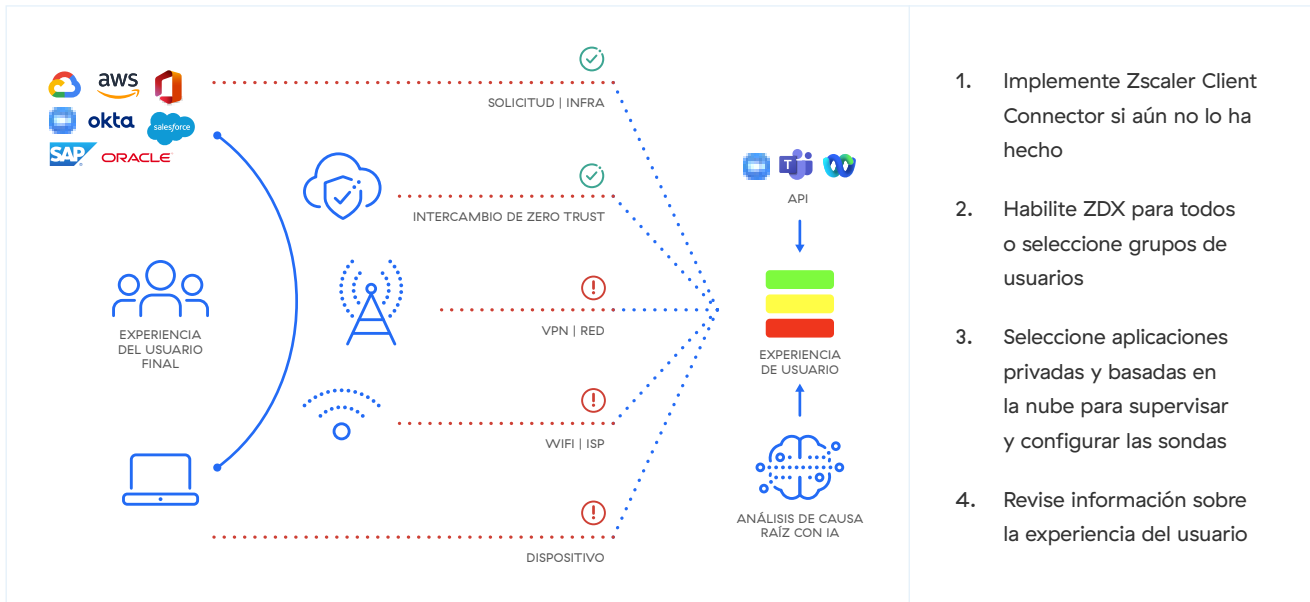 aws
okta
salesforce
SAP
ORACLE
SOLICITUD | INFRA
INTERCAMBIO DE ZERO TRUST
VPN | RED
WIFI | ISP
DISPOSITIVO
EXPERIENCIA
DEL USUARIO
FINAL
T
API
EXPERIENCIA
DE USUARIO
ANÁLISIS DE CAUSA
RAÍZ CON IA
1. Implemente Zscaler Client
Connector si aún no lo ha
hecho
2. Habilite ZDX para todos
o seleccione grupos de
usuarios
3. Seleccione aplicaciones
privadas y basadas en
la nube para supervisar
y configurar las sondas
4. Revise información sobre
la experiencia del usuario